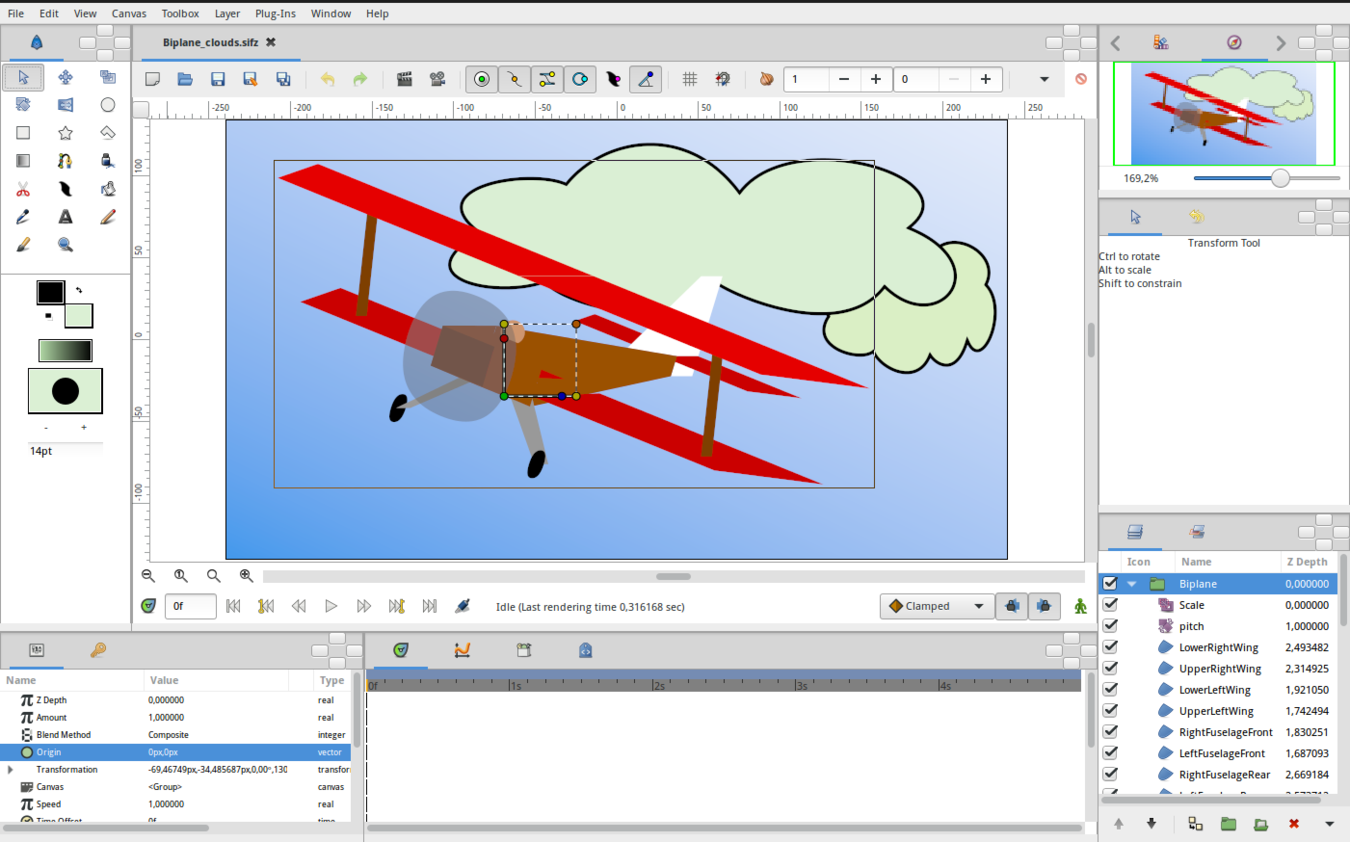 File Edit View Canvas Toolbox Layer Plug-Ins Window Help
Biplane_clouds.sifz
1 0
-250 -200 -150 -100 -50 0 50 100 150 200 250
100
50
0
-50
-100
14pt
169,2%
Transform Tool
Ctrl to rotate
Alt to scale
Shift to constrain
0f Idle (Last rendering time 0,316168 sec) Clamped
Icon Name Z Depth
Biplane 0,000000
Scale 0,000000
pitch 1,000000
LowerRightWing 2,493482
UpperRightWing 2,314925
LowerLeftWing 1,921050
UpperLeftWing 1,742494
RightFuselageFront 1,830251
LeftFuselageFront 1,687093
RightFuselageRear 2,669184
Name Value Type
Z Depth 0,000000 real
Amount 1,000000 real
Blend Method Composite integer
Origin 0px,0px vector
Transformation -69,46749px,-34,485687px,0,00°,130 transfor
Canvas <Group> canvas
Speed 1,000000 real
Time Offset 0f time
0f 1s 2s 3s 4s